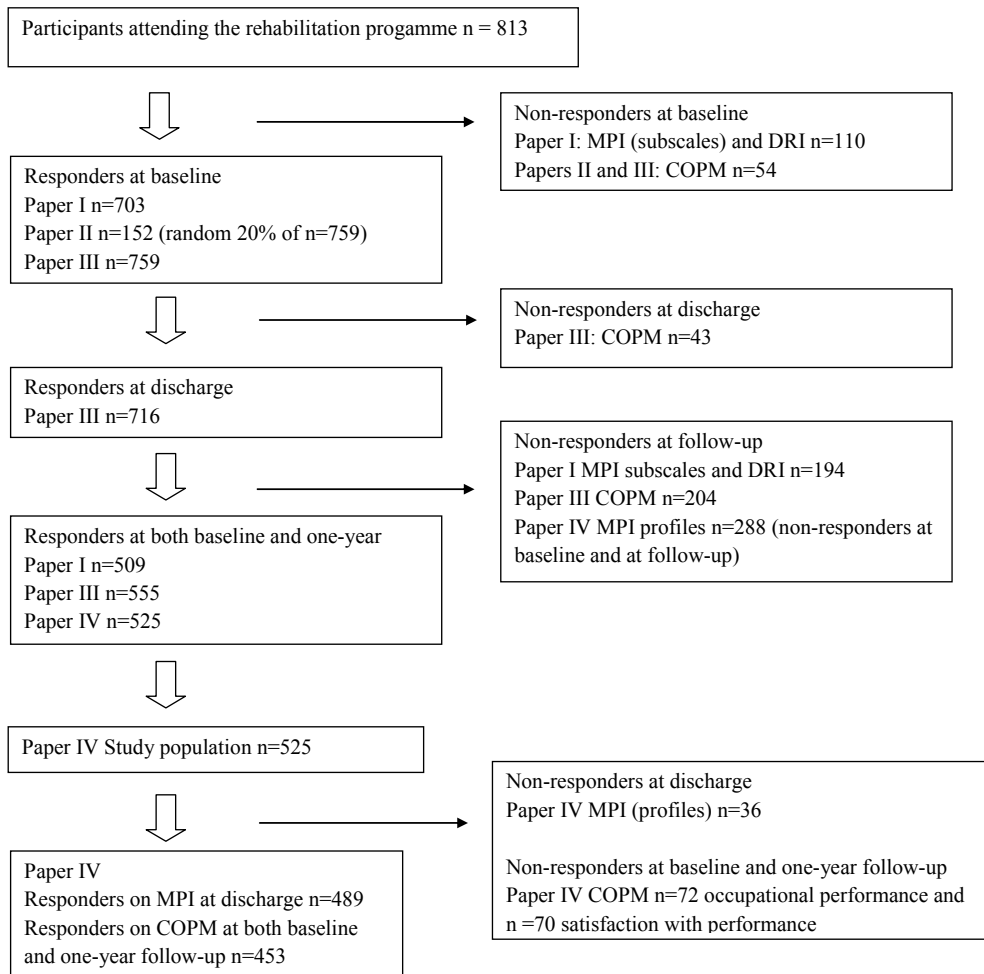 Participants attending the rehabilitation progamme n = 813
Non-responders at baseline
Paper I: MPI (subscales) and DRI n=110
Papers II and III: COPM n=54
Responders at baseline
Paper I n=703
Paper II n=152 (random 20% of n=759)
Paper III n=759
Non-responders at discharge
Paper III: COPM n=43
Responders at discharge
Paper III n=716
Non-responders at follow-up
Paper I MPI subscales and DRI n=194
Paper III COPM n=204
Paper IV MPI profiles n=288 (non-responders at
baseline and at follow-up)
Responders at both baseline and one-year
Paper I n=509
Paper III n=555
Paper IV n=525
Paper IV Study population n=525
Non-responders at discharge
Paper IV MPI (profiles) n=36
Non-responders at baseline and one-year follow-up
Paper IV COPM n=72 occupational performance and
n =70 satisfaction with performance
Paper IV
Responders on MPI at discharge n=489
Responders on COPM at both baseline
and one-year follow-up n=453